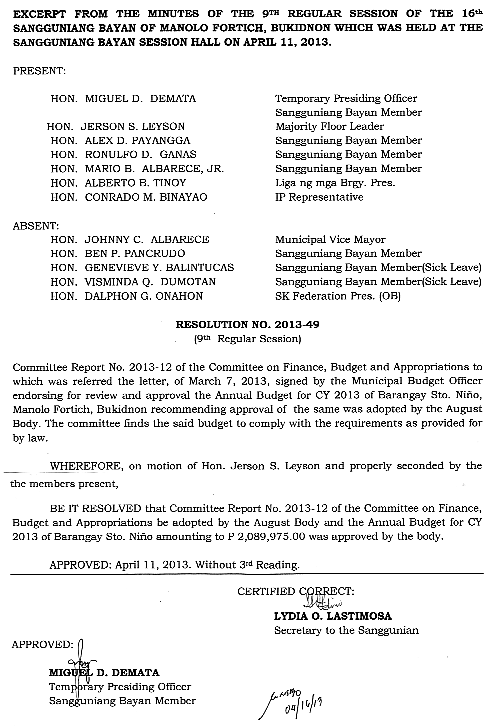 EXCERPT FROM THE MINUTES OF THE 9TH REGULAR SESSION OF THE 16th
SANGGUNIANG BAYAN OF MANOLO FORTICH, BUKIDNON WHICH WAS HELD AT THE
SANGGUNIANG BAYAN SESSION HALL ON APRIL 11, 2013.
PRESENT:
HON. MIGUEL D. DEMATA Temporary Presiding Officer
Sangguniang Bayan Member
HON. JERSON S. LEYSON Majority Floor Leader
HON. ALEX D. PAYANGGA Sangguniang Bayan Member
HON. RONULFO D. GANAS Sangguniang Bayan Member
HON. MARIO B. ALBARECE, JR. Sangguniang Bayan Member
HON. ALBERTO B. TINOY Liga ng mga Brgy. Pres.
HON. CONRADO M. BINAYAO IP Representative
ABSENT:
HON. JOHNNY C. ALBARECE Municipal Vice Mayor
HON. BEN P. PANCRUDO Sangguniang Bayan Member
HON. GENEVIEVE Y. BALINTUCAS Sangguniang Bayan Member(Sick Leave)
HON. VISMINDA Q. DUMOTAN Sangguniang Bayan Member(Sick Leave)
HON. DALPHON G. ONAHON SK Federation Pres. (OB)
RESOLUTION NO. 2013-49
(9th Regular Session)
Committee Report No. 2013-12 of the Committee on Finance, Budget and Appropriations to
which was referred the letter, of March 7, 2013, signed by the Municipal Budget Officer
endorsing for review and approval the Annual Budget for CY 2013 of Barangay Sto. Niño,
Manolo Fortich, Bukidnon recommending approval of the same was adopted by the August
Body. The committee finds the said budget to comply with the requirements as provided for
by law.
WHEREFORE, on motion of Hon. Jerson S. Leyson and properly seconded by the
the members present,
BE IT RESOLVED that Committee Report No. 2013-12 of the Committee on Finance,
Budget and Appropriations be adopted by the August Body and the Annual Budget for CY
2013 of Barangay Sto. Niño amounting to P 2,089,975.00 was approved by the body.
APPROVED: April 11, 2013. Without 3rd Reading.
CERTIFIED CORRECT:
LYDIA O. LASTIMOSA
Secretary to the Sanggunian
APPROVED:
MIGUEL D. DEMATA
Temporary Presiding Officer
Sangguniang Bayan Member